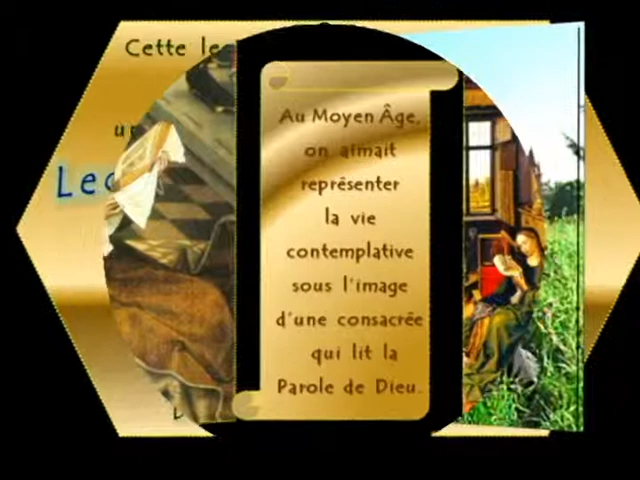 Cette le
Au Moyen Âge,
on aimait
représenter
la vie
contemplative
sous l'image
d'une consacrée
qui lit la
Parole de Dieu.